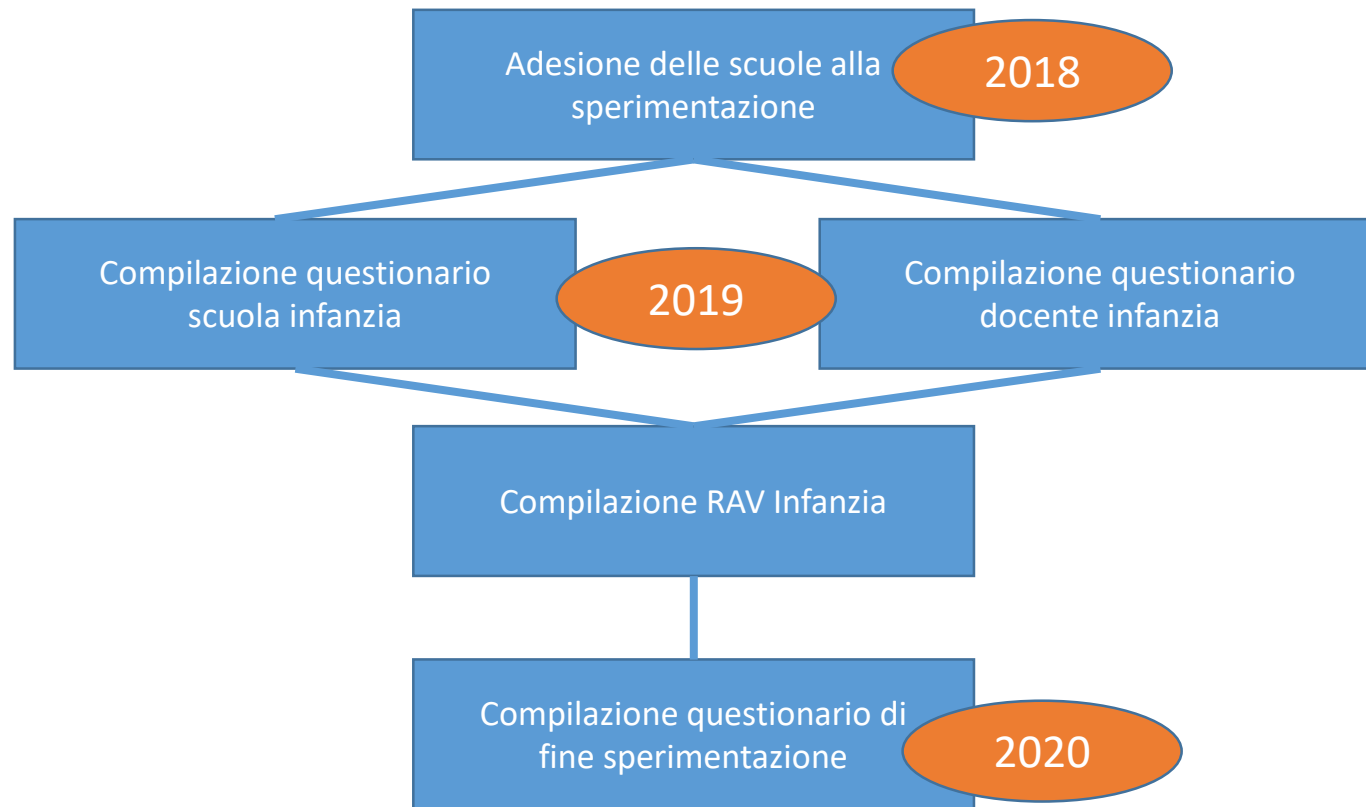 Adesione delle scuole alla
sperimentazione
2018
Compilazione questionario
scuola infanzia
2019
Compilazione questionario
docente infanzia
Compilazione RAV Infanzia
Compilazione questionario di
fine sperimentazione
2020